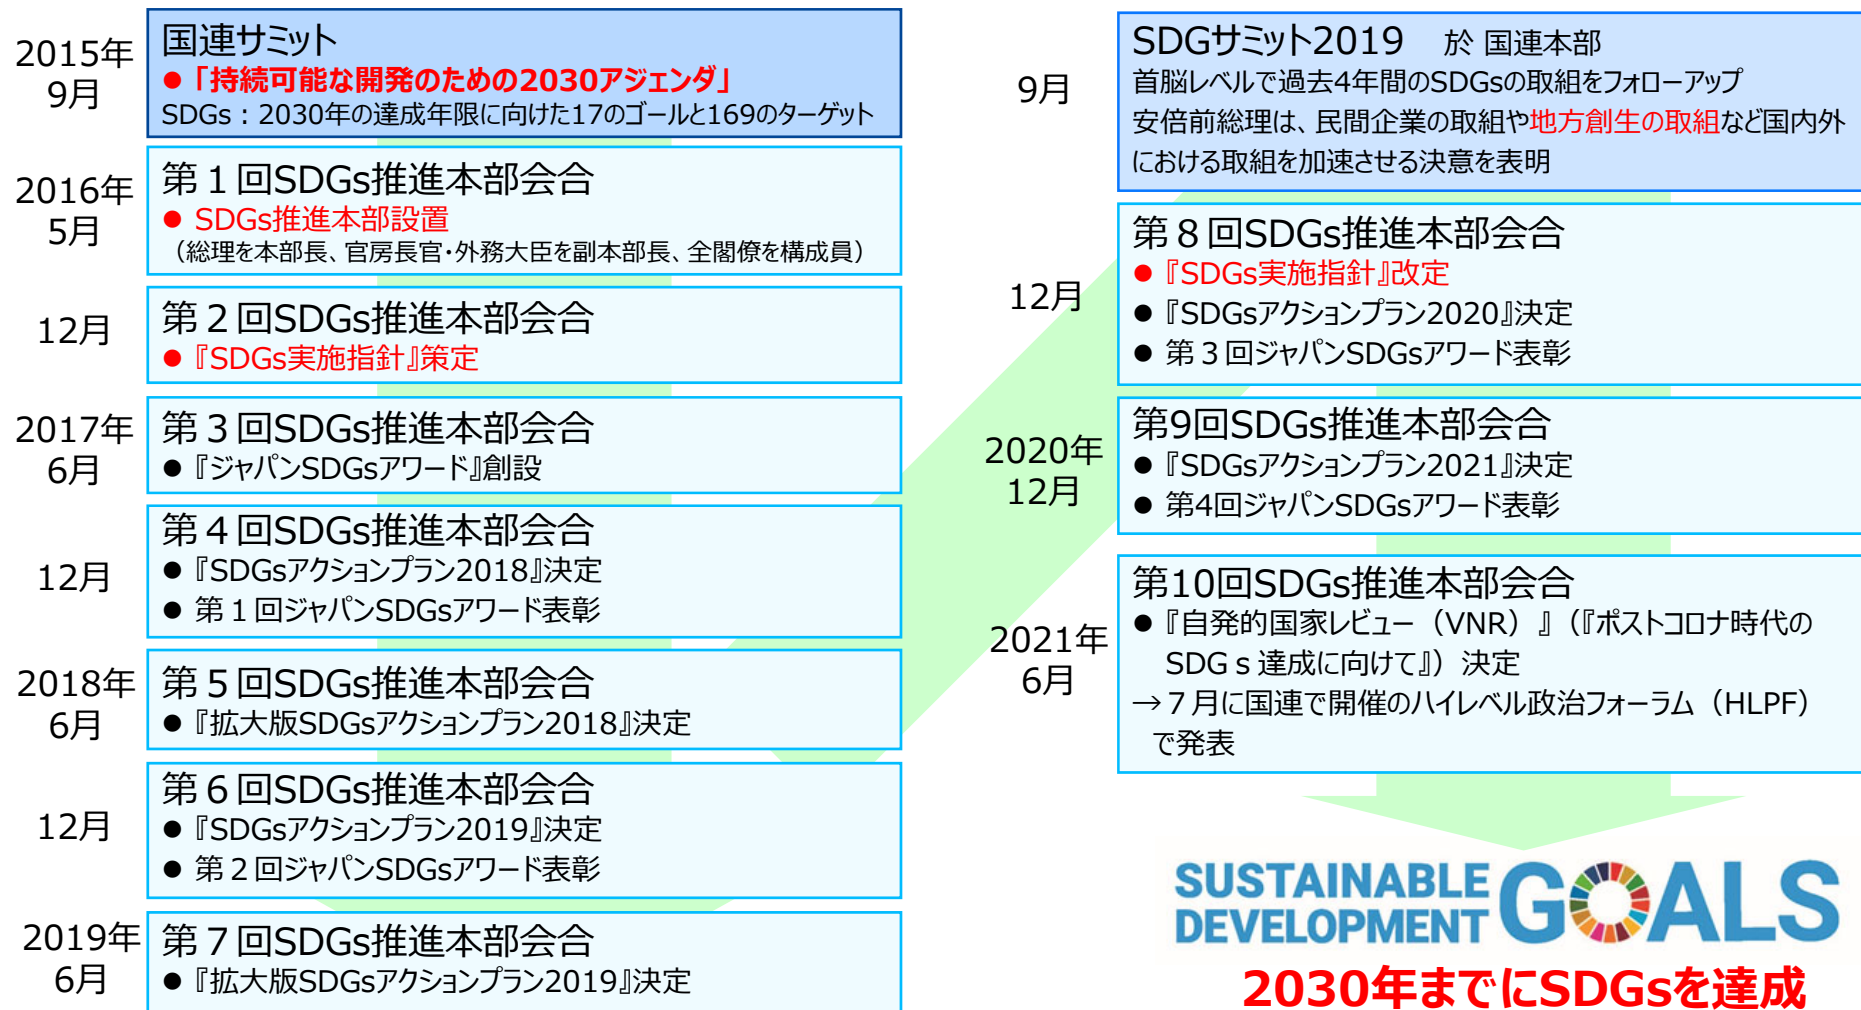 2015年
9月
国連サミット
●「持続可能な開発のための2030アジェンダ」
SDGs：2030年の達成年限に向けた17のゴールと169のターゲット
2016年
5月
第１回SDGs推進本部会合
● SDGs推進本部設置
（総理を本部長、官房長官・外務大臣を副本部長、全閣僚を構成員）
12月
第２回SDGs推進本部会合
●『SDGs実施指針』策定
2017年
6月
第３回SDGs推進本部会合
●『ジャパンSDGsアワード』創設
12月
第４回SDGs推進本部会合
●『SDGsアクションプラン2018』決定
● 第１回ジャパンSDGsアワード表彰
2018年
6月
第５回SDGs推進本部会合
●『拡大版SDGsアクションプラン2018』決定
12月
第６回SDGs推進本部会合
●『SDGsアクションプラン2019』決定
● 第２回ジャパンSDGsアワード表彰
2019年
6月
第７回SDGs推進本部会合
●『拡大版SDGsアクションプラン2019』決定
9月
SDGサミット2019　於 国連本部
首脳レベルで過去4年間のSDGsの取組をフォローアップ
安倍前総理は、民間企業の取組や地方創生の取組など国内外
における取組を加速させる決意を表明
12月
第８回SDGs推進本部会合
●『SDGs実施指針』改定
●『SDGsアクションプラン2020』決定
● 第３回ジャパンSDGsアワード表彰
2020年
12月
第9回SDGs推進本部会合
●『SDGsアクションプラン2021』決定
● 第4回ジャパンSDGsアワード表彰
2021年
6月
第10回SDGs推進本部会合
●『自発的国家レビュー（VNR）』（『ポストコロナ時代の
SDGｓ達成に向けて』）決定
→７月に国連で開催のハイレベル政治フォーラム（HLPF）
で発表
SUSTAINABLE
DEVELOPMENT GOALS
2030年までにSDGsを達成